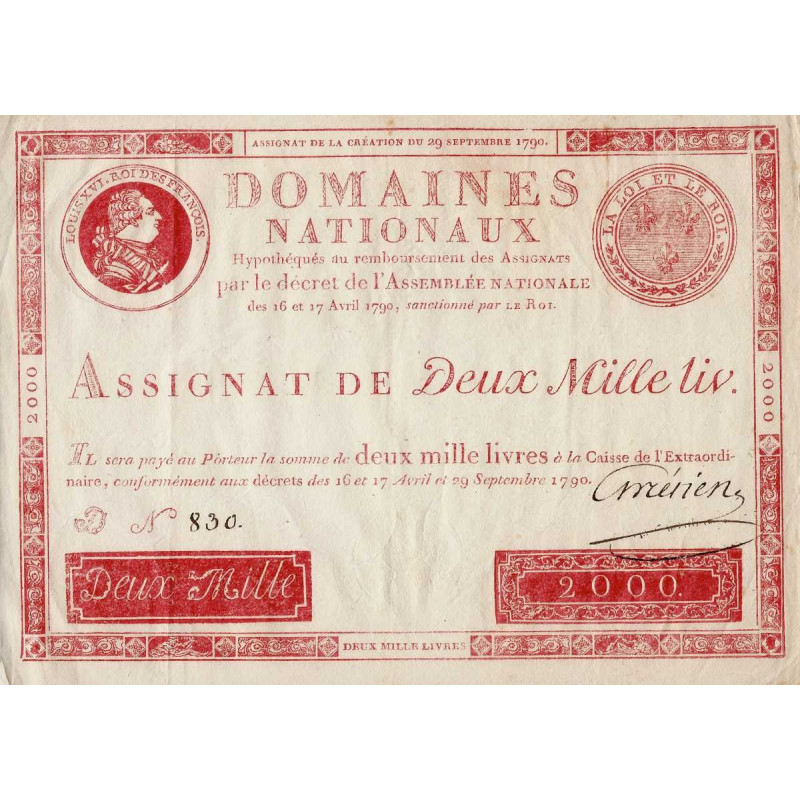 ASSIGNAT DE LA CRÉATION DU 29 SEPTEMBRE 1790.
LOUIS XVI. ROI DES FRANÇOIS.
DOMAINES
NATIONAUX
LA LOI ET LE ROI.
Hypothéqués au remboursement des ASSIGNATS
par le décret de l'ASSEMBLÉE NATIONALE
des 16 et 17 Avril 1790, sanctionné par LE ROI.
2000
2000
ASSIGNAT DE Deux Mille liv.
IL sera payé au Porteur la somme de deux mille livres à la Caisse de l'Extraordi-
naire, conformément aux décrets des 16 et 17 Avril et 29 Septembre 1790.
N 830.
Deux Mille
2000.
DEUX MILLE LIVRES